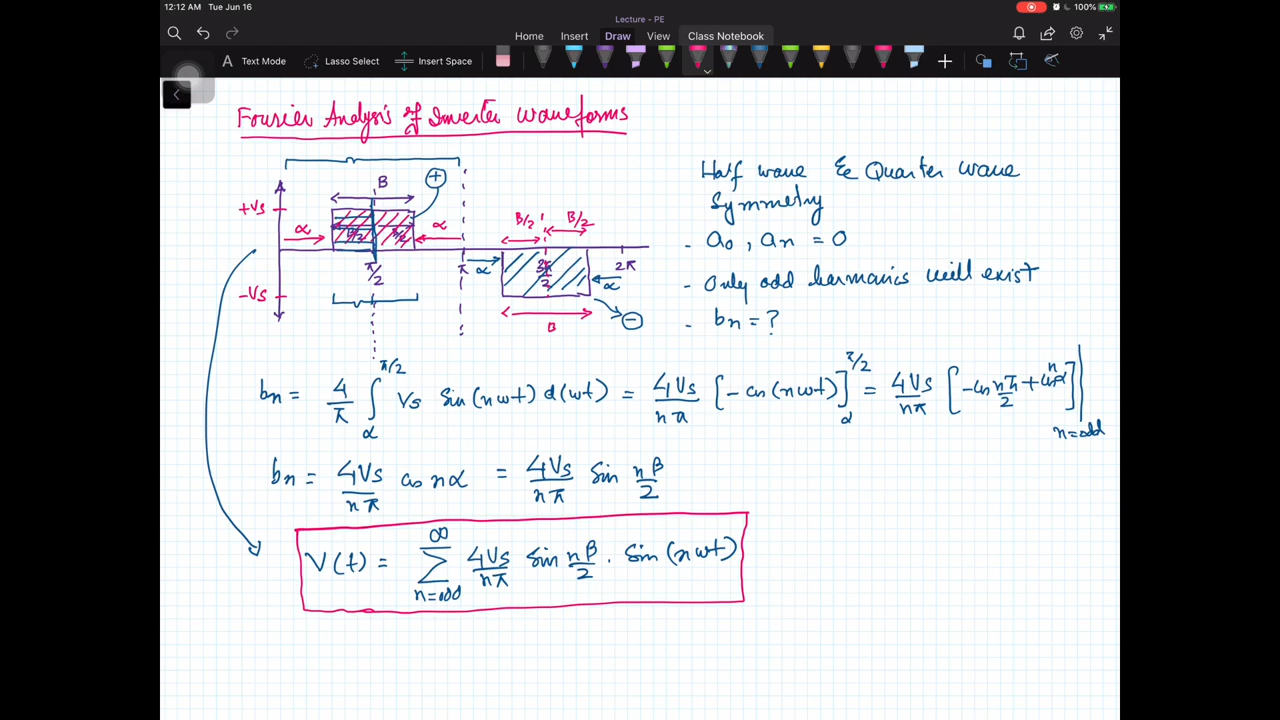 12:12 AM Tue Jun 16
100%
Lecture - PE
Home Insert Draw View Class Notebook
Text Mode Lasso Select Insert Space
Fourier Analysis of Inverter Waveforms
Half wave & Quarter wave
Symmetry
- a₀, aₙ = 0
- Only odd harmonics will exist
- bₙ = ?
B
+
+Vs
α α
B/2 B/2
B/2 B/2
π/2 π α 3π/2 2π
α
-Vs
B
−
bₙ = 4/π ∫_α^{π/2} Vs sin(nωt) d(ωt) = 4Vs/nπ [-cos(nωt)]_α^{π/2} = 4Vs/nπ [-cos nπ/2 + cos nα]|_{n=odd}
bₙ = 4Vs/nπ cos nα = 4Vs/nπ sin nβ/2
V(t) = ∑_{n=odd}^{∞} 4Vs/nπ sin nβ/2 . sin(nωt)